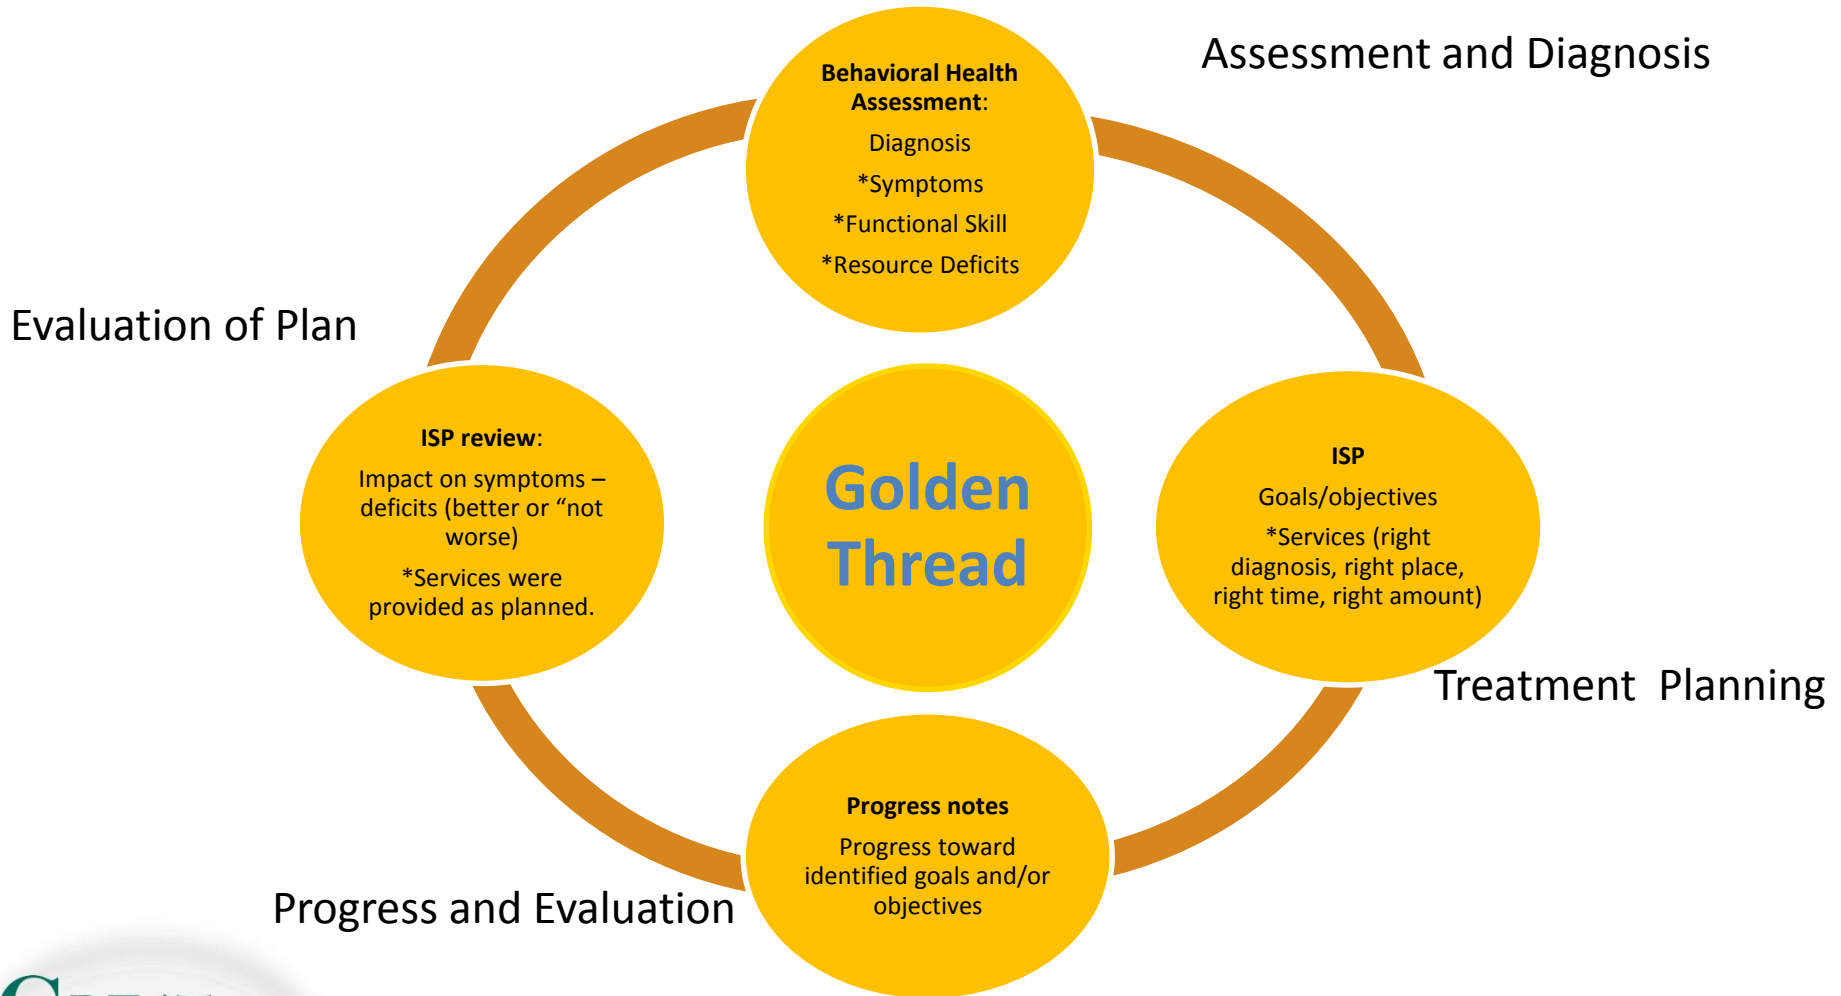 Assessment and Diagnosis
Behavioral Health
Assessment:
Diagnosis
*Symptoms
*Functional Skill
*Resource Deficits
Evaluation of Plan
ISP review:
Impact on symptoms –
deficits (better or “not
worse)
*Services were
provided as planned.
Golden
Thread
ISP
Goals/objectives
*Services (right
diagnosis, right place,
right time, right amount)
Treatment  Planning
Progress notes
Progress toward
identified goals and/or
objectives
Progress and Evaluation